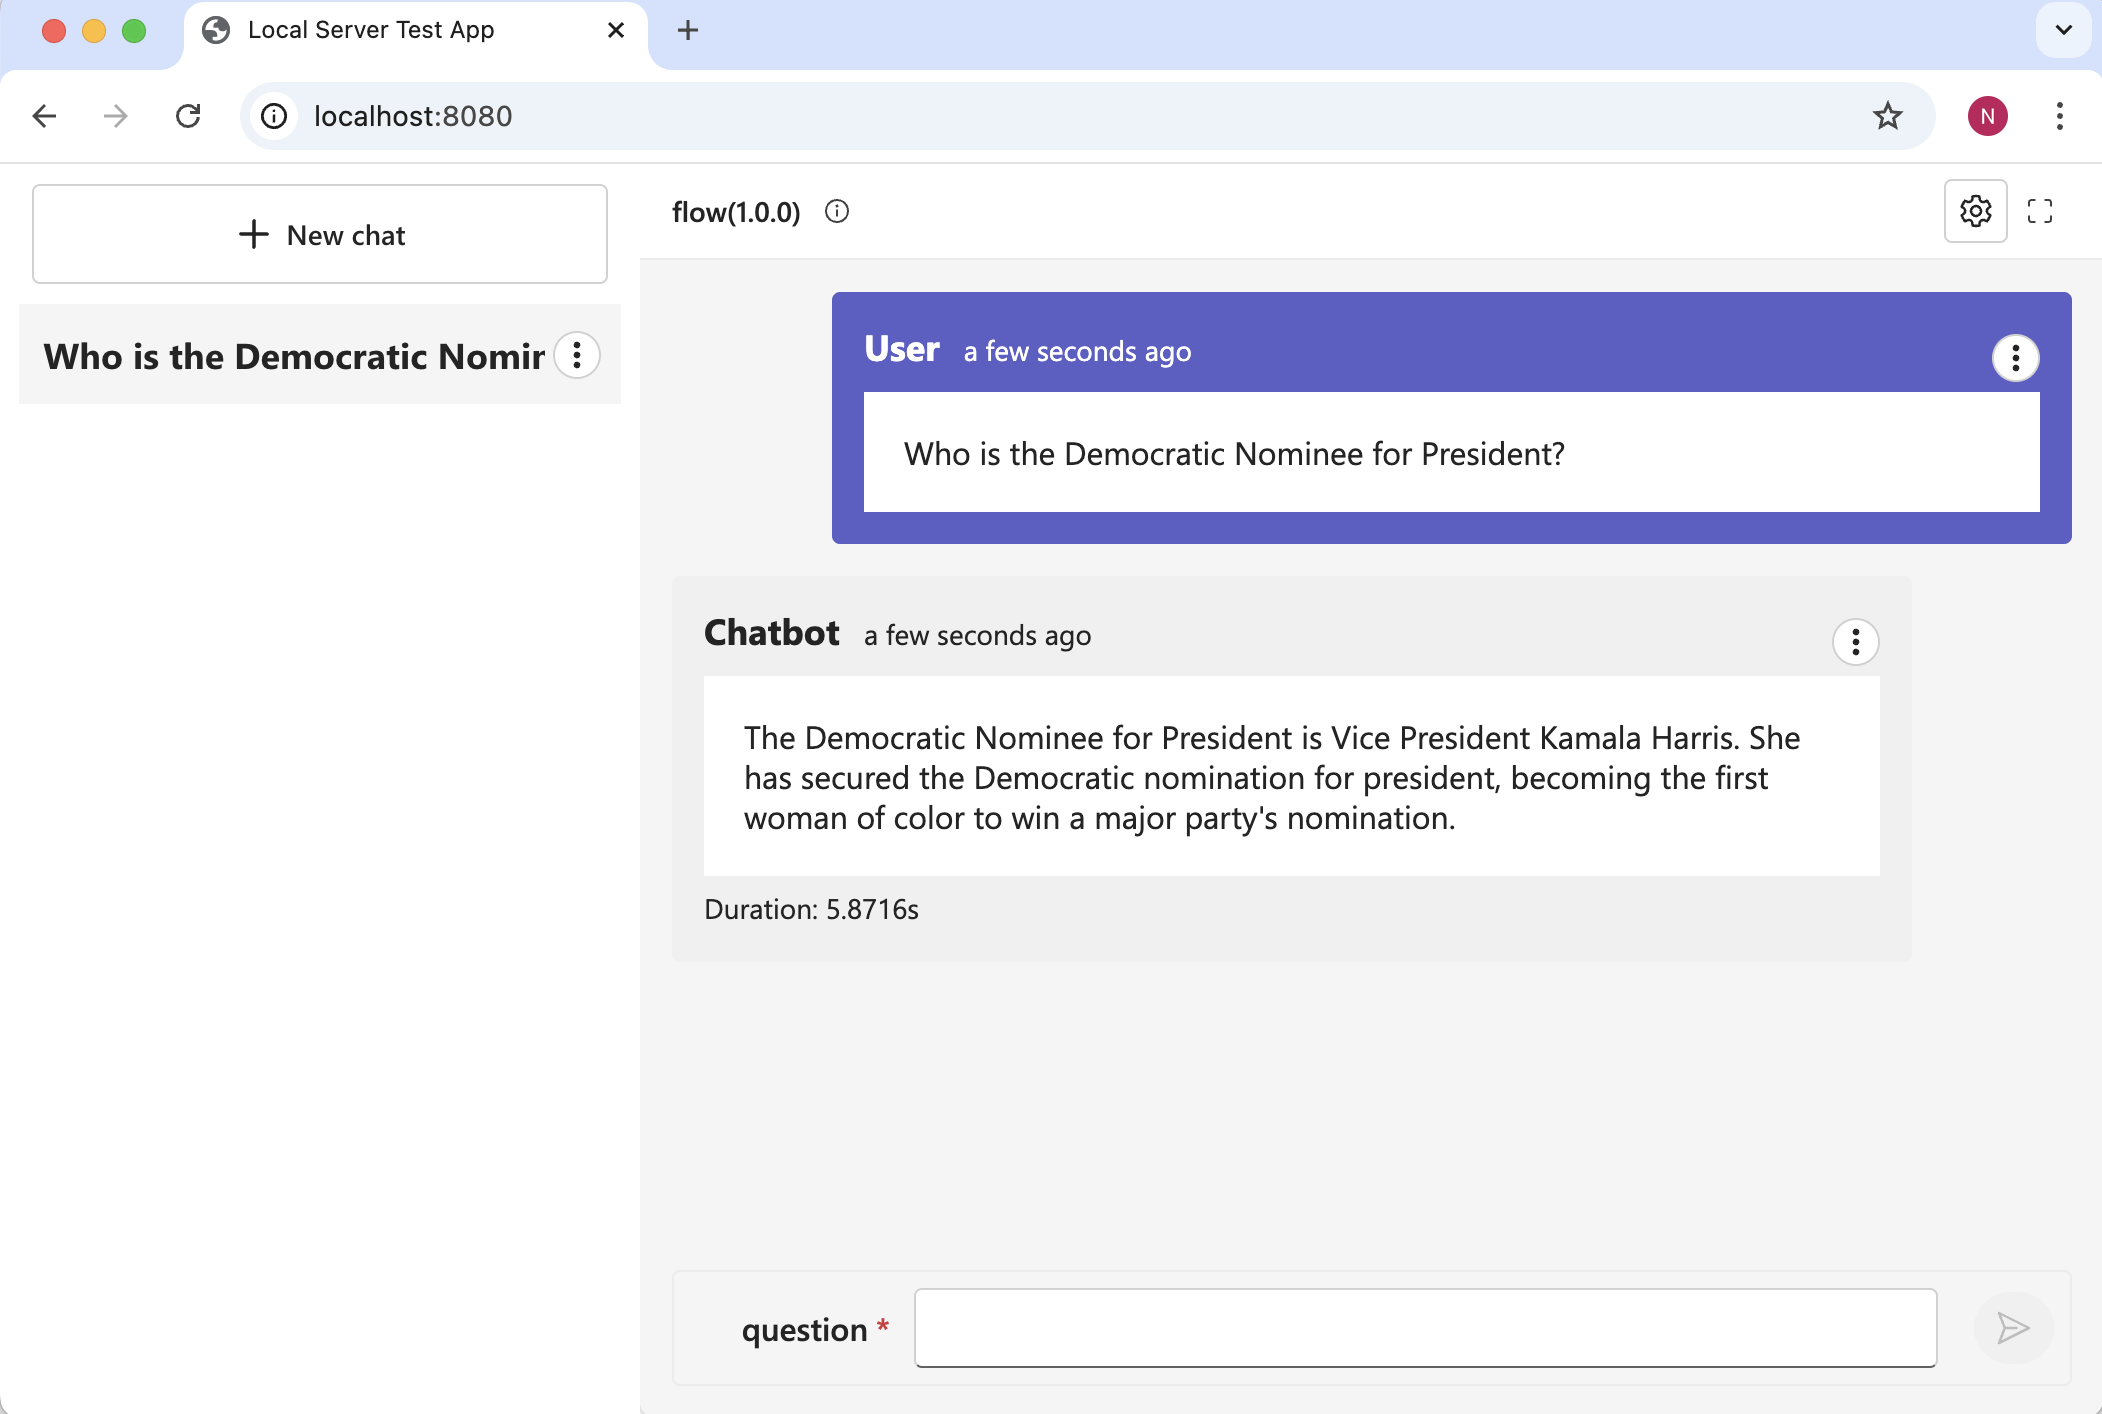 Local Server Test App
localhost:8080
N
New chat
Who is the Democratic Nomin
flow(1.0.0)
User a few seconds ago
Who is the Democratic Nominee for President?
Chatbot a few seconds ago
The Democratic Nominee for President is Vice President Kamala Harris. She
has secured the Democratic nomination for president, becoming the first
woman of color to win a major party's nomination.
Duration: 5.8716s
question *